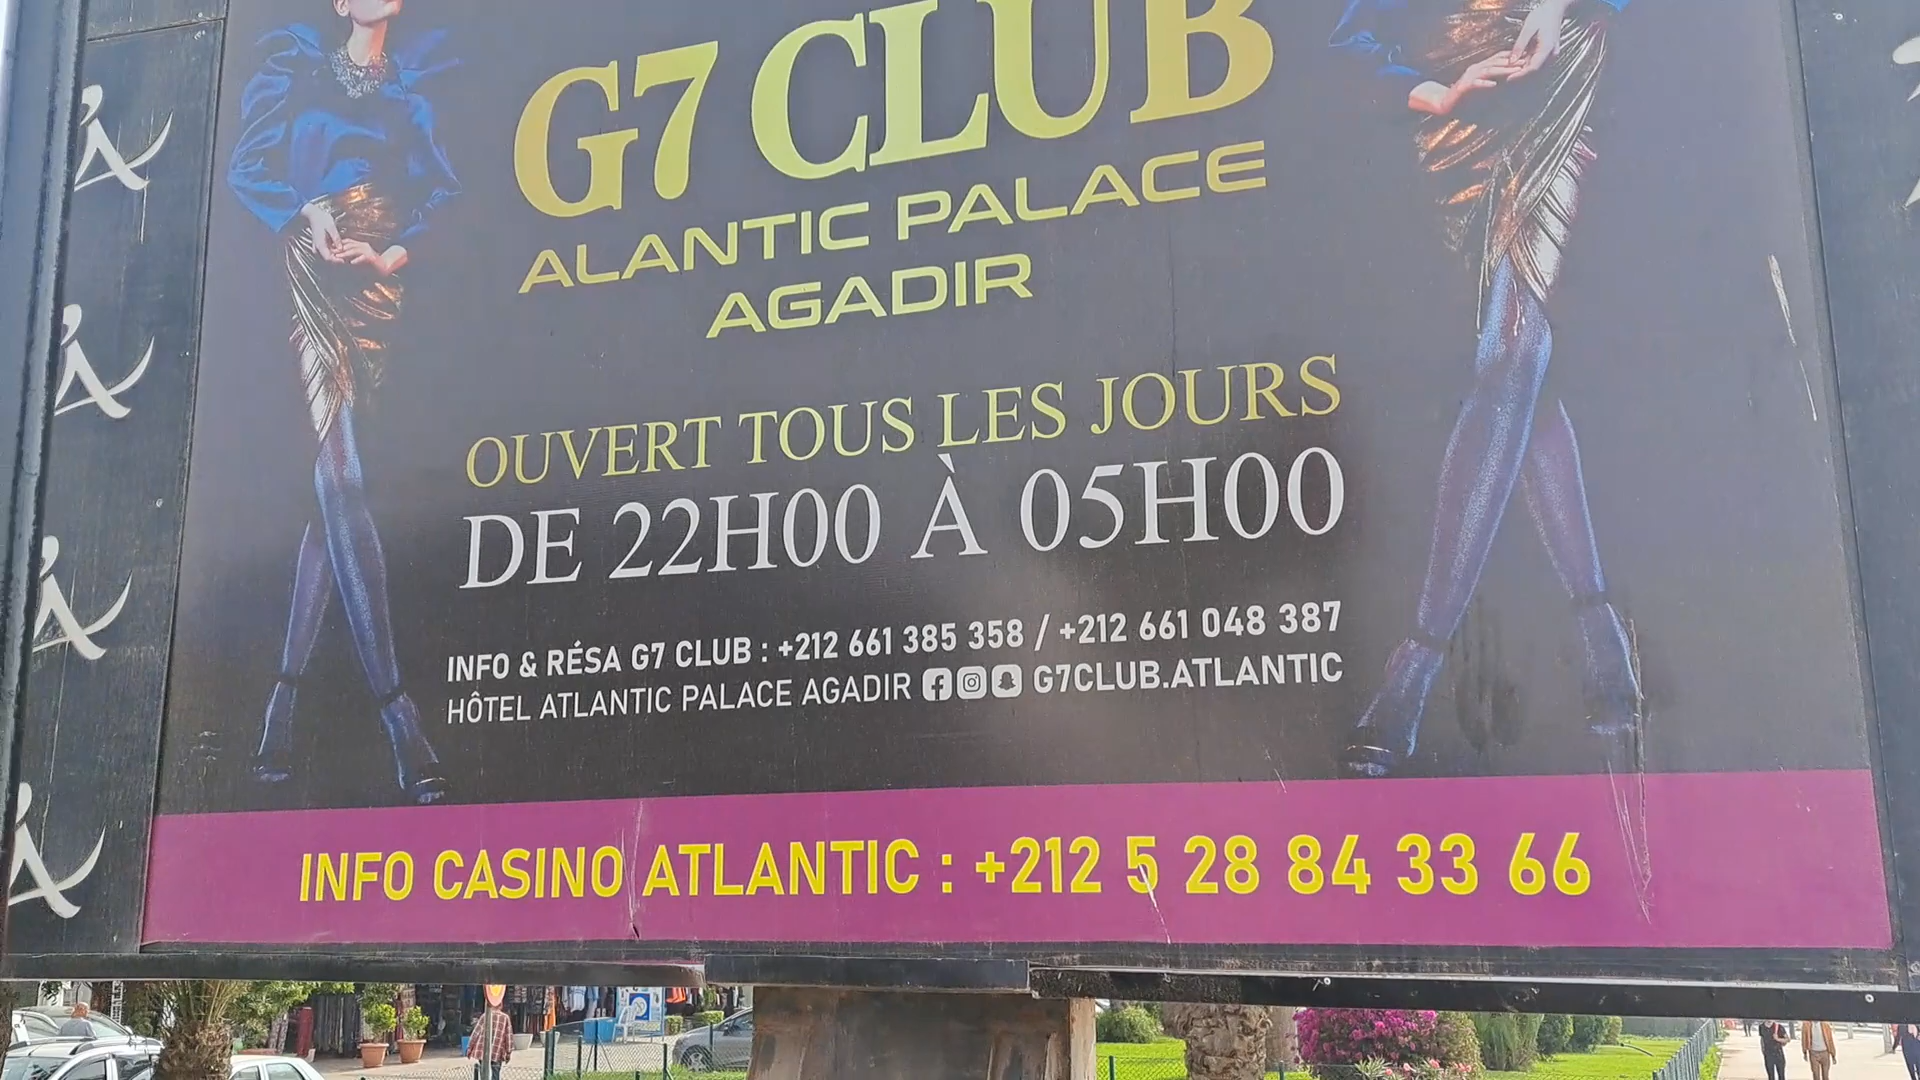 G7 CLUB
ALANTIC PALACE
AGADIR
OUVERT TOUS LES JOURS
DE 22H00 À 05H00
INFO & RÉSA G7 CLUB : +212 661 385 358 / +212 661 048 387
HÔTEL ATLANTIC PALACE AGADIR G7CLUB.ATLANTIC
INFO CASINO ATLANTIC : +212 5 28 84 33 66